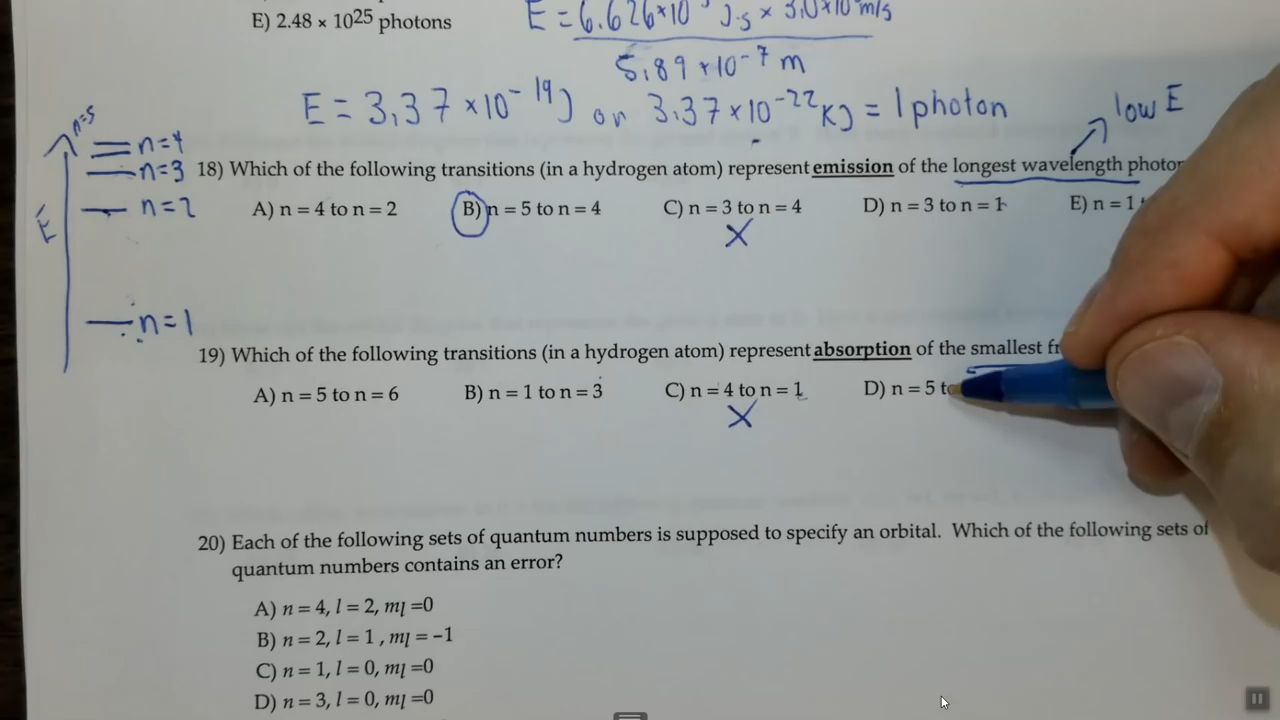 E) 2.48 × 10²⁵ photons
E = 6.626×10 J·s × 3.0×10 m/s
5.89×10⁻⁷ m
E = 3.37×10⁻¹⁹ J or 3.37×10⁻²² KJ = 1 photon
low E
n=5
n=4
n=3
18) Which of the following transitions (in a hydrogen atom) represent emission of the longest wavelength
n=2
A) n = 4 to n = 2 B) n = 5 to n = 4 C) n = 3 to n = 4 D) n = 3 to n = 1 E) n = 1
E
X
n=1
19) Which of the following transitions (in a hydrogen atom) represent absorption of the smallest
A) n = 5 to n = 6 B) n = 1 to n = 3 C) n = 4 to n = 1 D) n = 5
X
20) Each of the following sets of quantum numbers is supposed to specify an orbital. Which of the following sets of
quantum numbers contains an error?
A) n = 4, l = 2, ml =0
B) n = 2, l = 1 , ml = −1
C) n = 1, l = 0, ml =0
D) n = 3, l = 0, ml =0